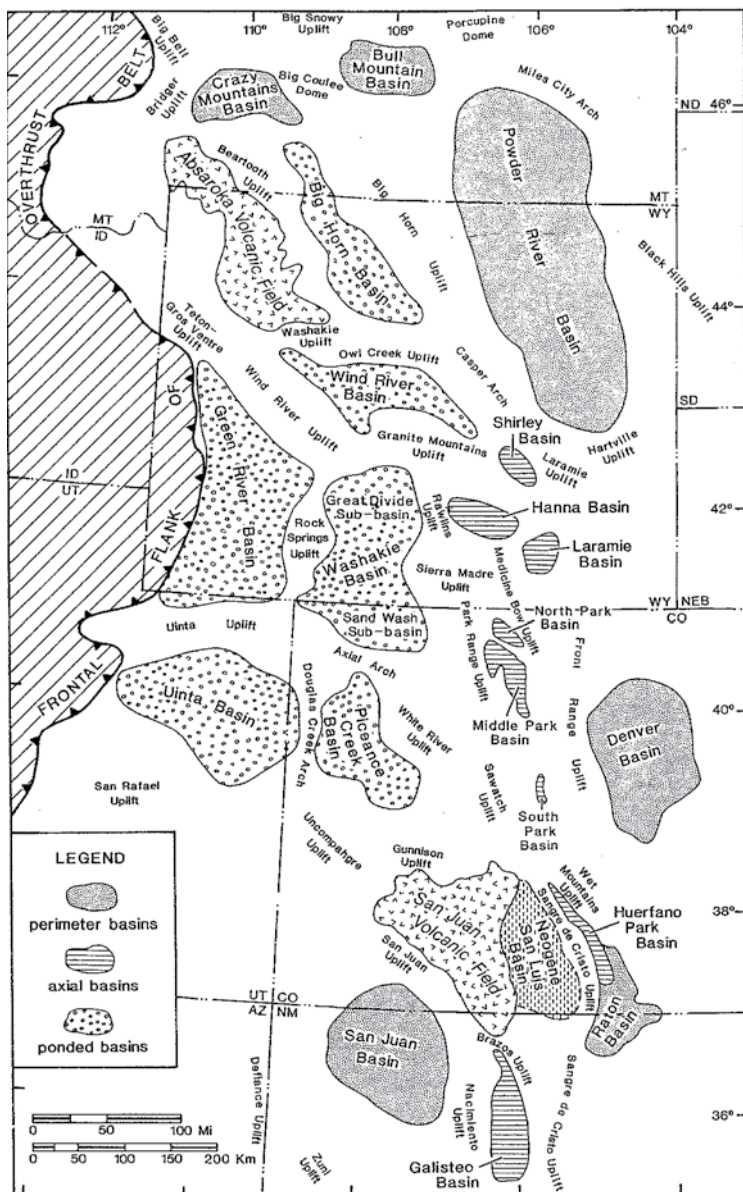 112°
110°
Big Snowy
Uplift
108°
Porcupine
Dome
106°
104°
Big Belt
Uplift
BELT
Bridger
Uplift
Crazy
Mountains
Basin
Big Coulee
Dome
Bull
Mountain
Basin
Miles City Arch
ND
46°
OVERTHRUST
Absaroka Volcanic Field
Beartooth
Uplift
Big
Horn
Basin
Big
Horn
Uplift
Powder
River
Basin
MT
WY
MT
ID
Black Hills Uplift
Teton-
Gros Ventre
Uplift
Washakie
Uplift
44°
Owl Creek Uplift
Wind River
Basin
Casper Arch
OF
Wind River Uplift
Granite Mountains
Uplift
Shirley
Basin
SD
Hartville
Uplift
Laramie
Uplift
Green
River
Basin
ID
UT
Great Divide
Sub-basin
Rawlins
Uplift
Hanna Basin
42°
Rock
Springs
Uplift
Washakie
Basin
Laramie
Basin
FLANK
Sierra Madre
Uplift
Medicine Bow
Uplift
WY
NEB
CO
Sand Wash
Sub-basin
North Park
Basin
Uinta Uplift
Axial Arch
Park Range Uplift
Front
Range
Uplift
FRONTAL
Uinta Basin
Douglas Creek Arch
Piceance
Creek
Basin
White River
Uplift
Middle Park
Basin
40°
Denver
Basin
San Rafael
Uplift
Sawatch
Uplift
South Park
Basin
Uncompahgre
Uplift
Gunnison
Uplift
Wet
Mountains
Uplift
LEGEND
perimeter basins
axial basins
ponded basins
San Juan
Volcanic Field
Neogene
San Luis
Basin
Sangre de Cristo Uplift
Huerfano
Park
Basin
38°
San Juan
Uplift
Raton
Basin
UT
CO
AZ
NM
San Juan
Basin
Brazos Uplift
Defiance Uplift
Nacimiento
Uplift
Sangre de Cristo Uplift
36°
0
50
100 Mi
0
50
100
150
200 Km
Zuni
Uplift
Galisteo
Basin